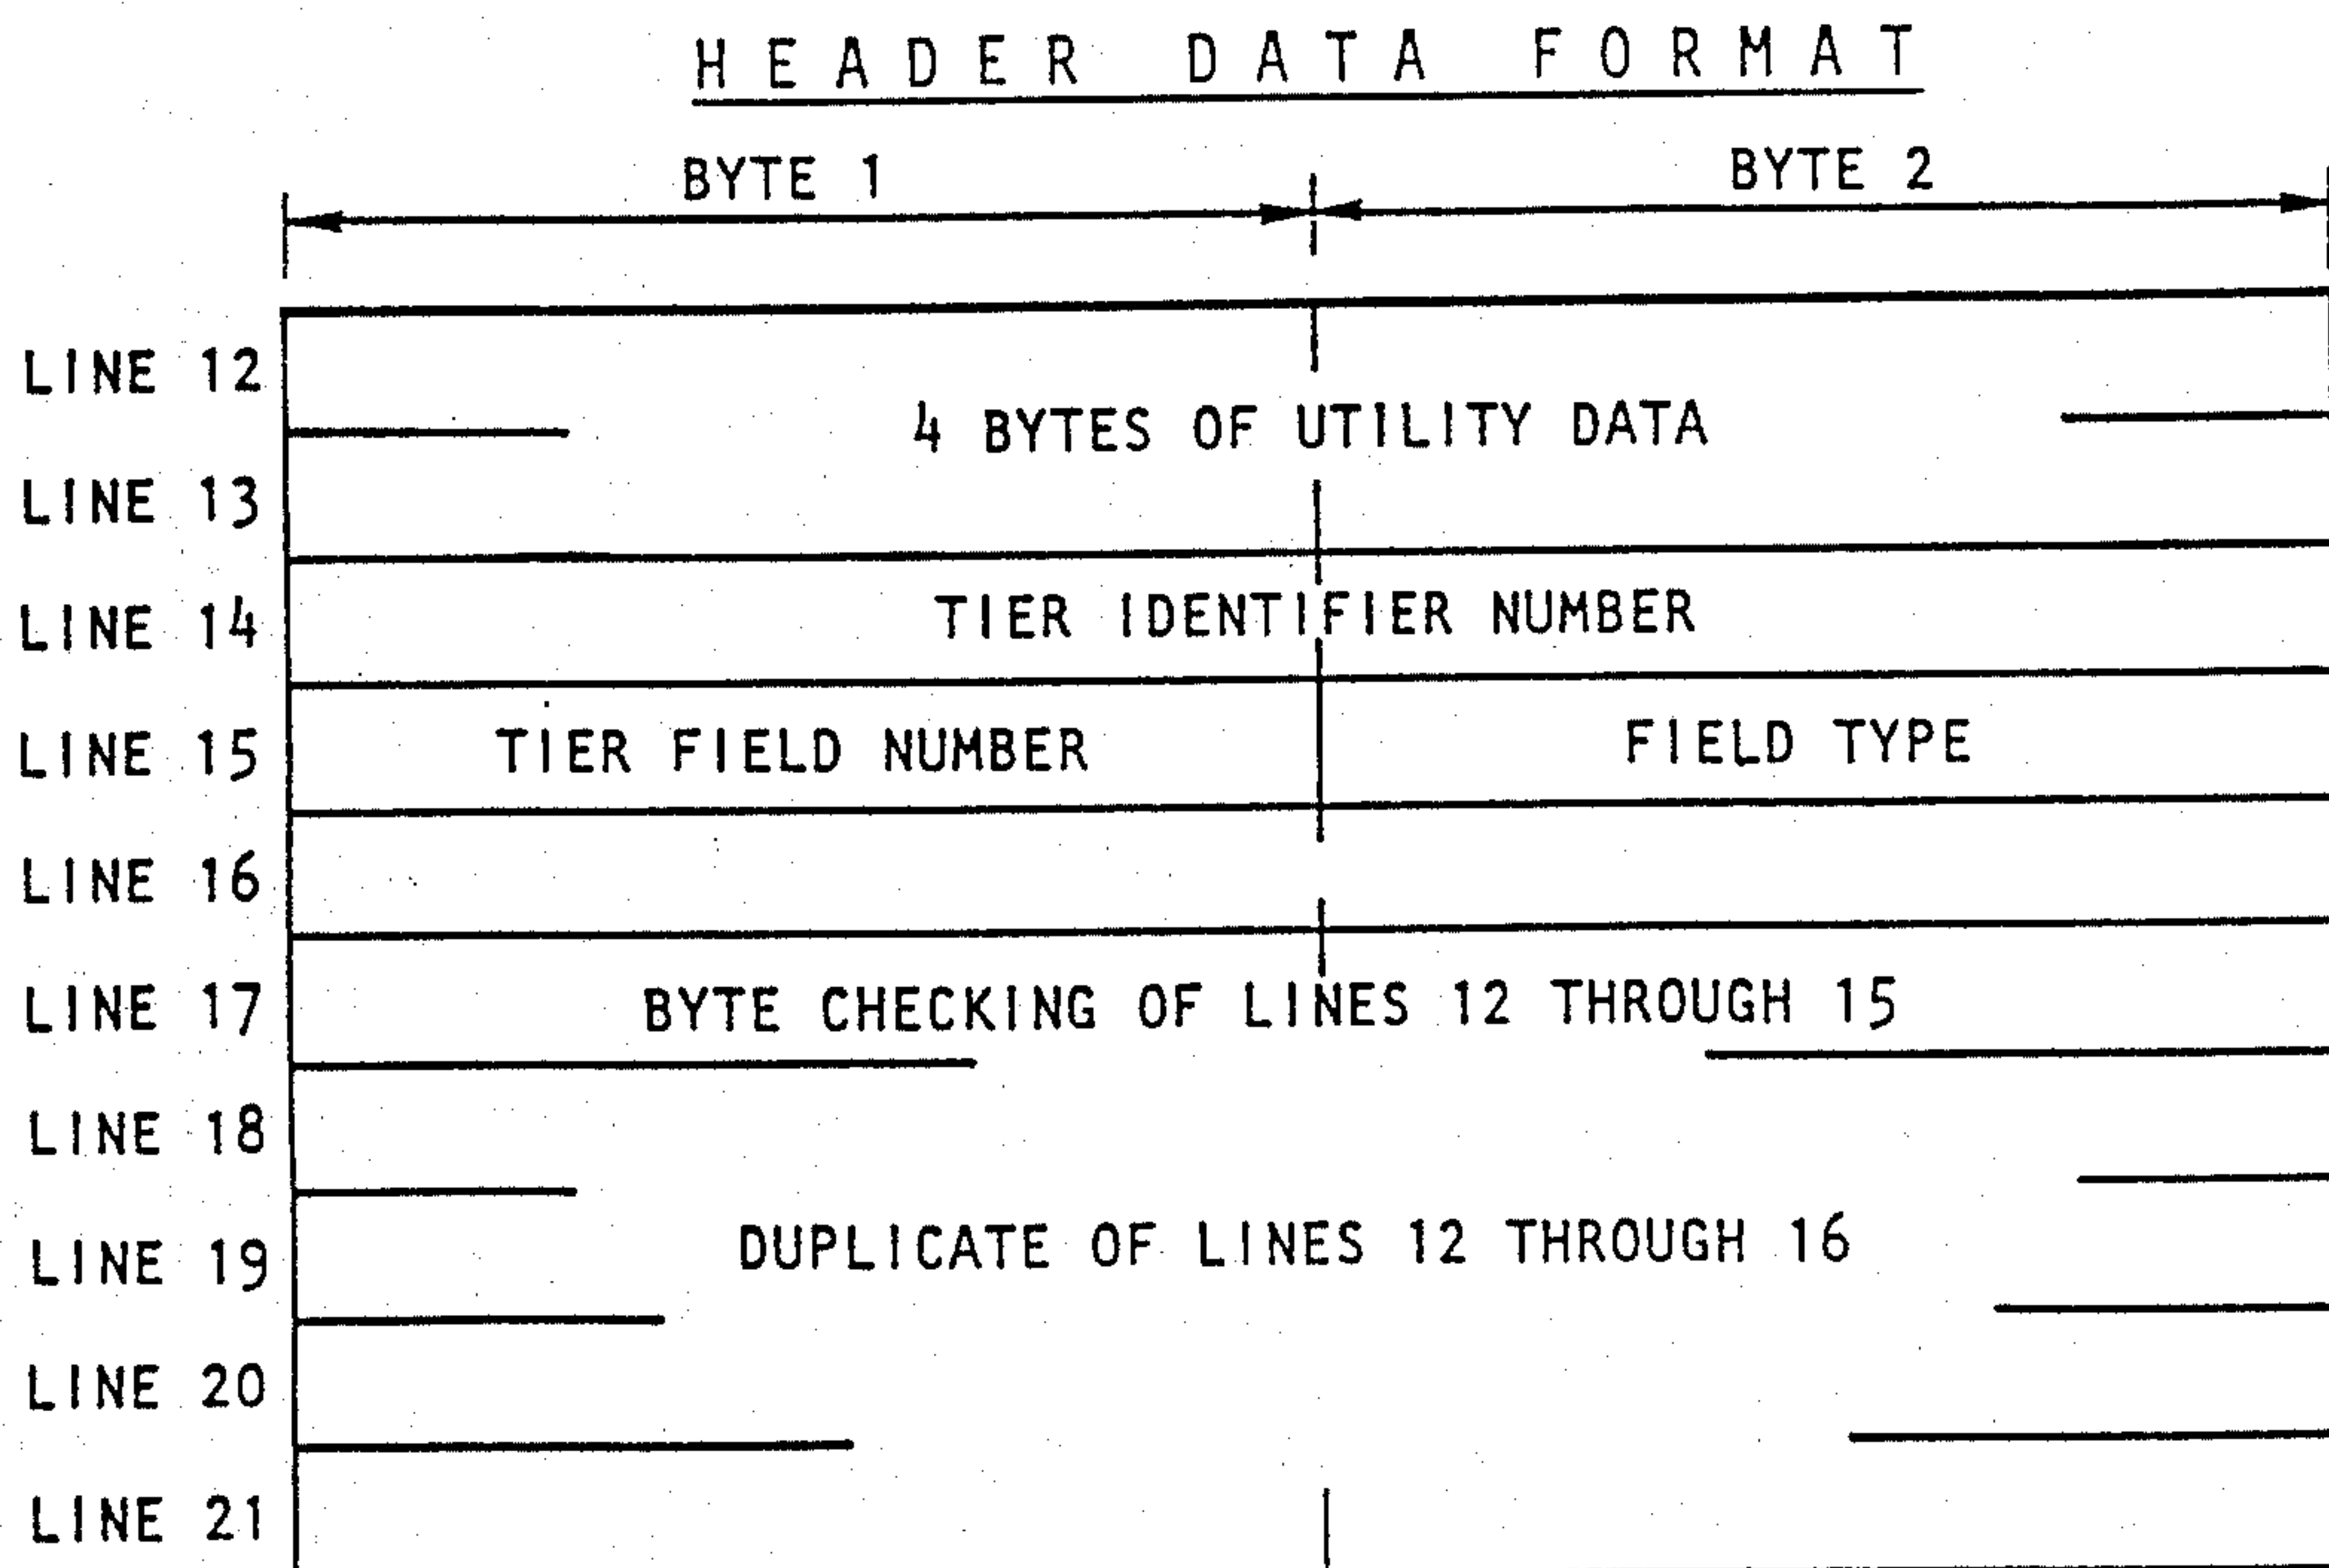 HEADER DATA FORMAT
BYTE 1 BYTE 2
LINE 12
4 BYTES OF UTILITY DATA
LINE 13
LINE 14 TIER IDENTIFIER NUMBER
LINE 15 TIER FIELD NUMBER FIELD TYPE
LINE 16
LINE 17 BYTE CHECKING OF LINES 12 THROUGH 15
LINE 18
LINE 19 DUPLICATE OF LINES 12 THROUGH 16
LINE 20
LINE 21